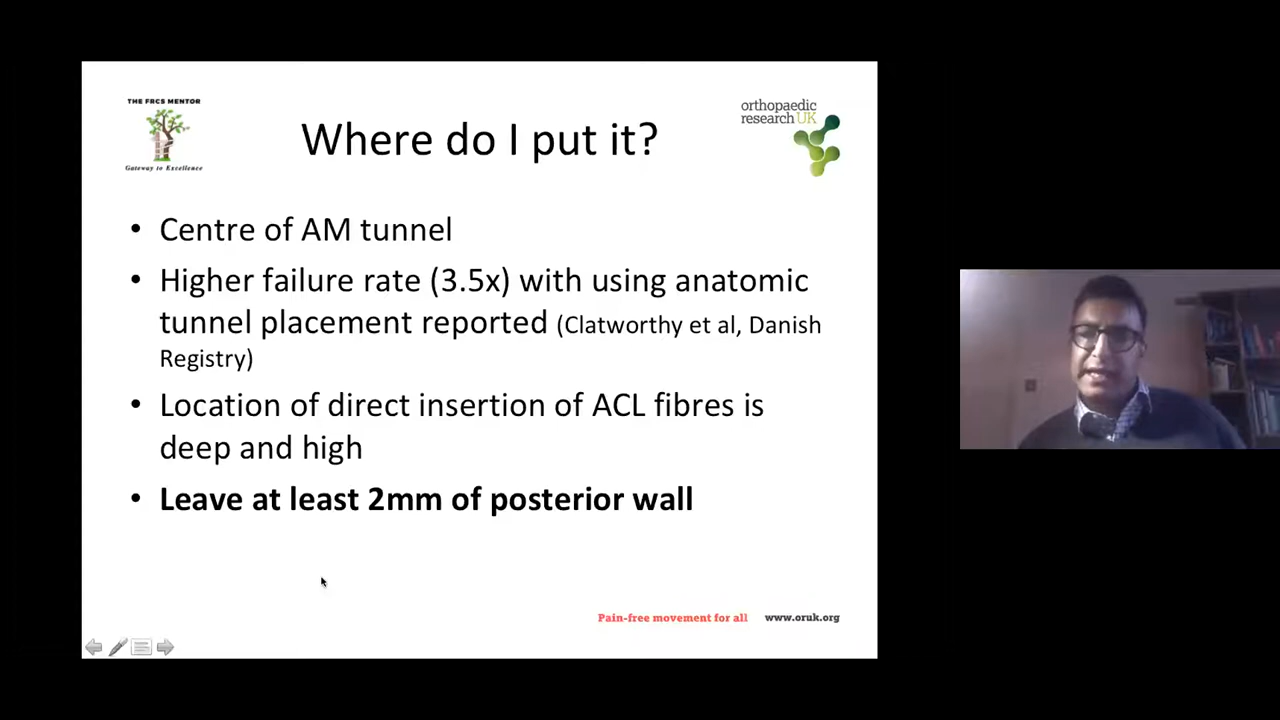 THE FRCS MENTOR
Gateway to Excellence
orthopaedic
research UK
Where do I put it?
• Centre of AM tunnel
• Higher failure rate (3.5x) with using anatomic
tunnel placement reported (Clatworthy et al, Danish
Registry)
• Location of direct insertion of ACL fibres is
deep and high
• Leave at least 2mm of posterior wall
Pain-free movement for all www.oruk.org